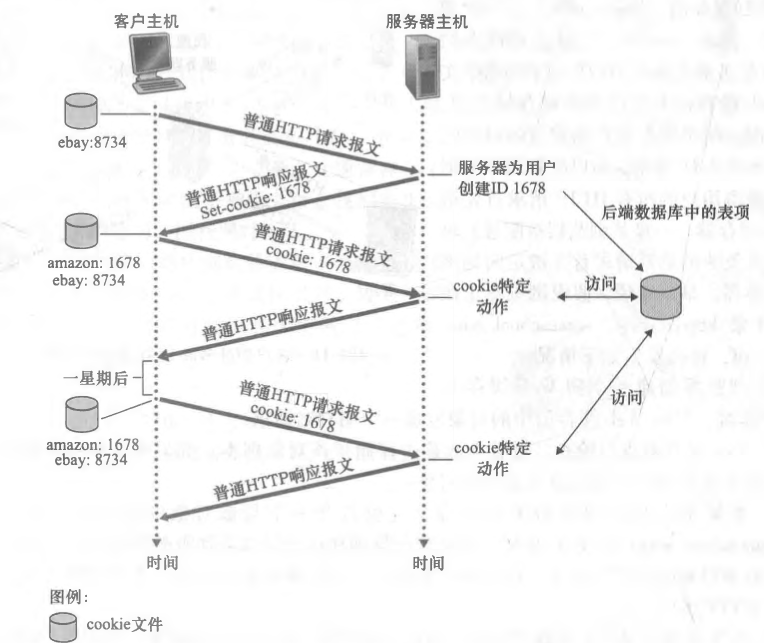 客户主机
服务器主机
ebay:8734
普通HTTP请求报文
服务器为用户
创建ID 1678
普通HTTP响应报文
Set-cookie: 1678
后端数据库中的表项
amazon: 1678
ebay: 8734
普通HTTP请求报文
cookie: 1678
cookie特定
动作
访问
普通HTTP响应报文
一星期后
普通HTTP请求报文
cookie: 1678
访问
amazon: 1678
ebay: 8734
cookie特定
动作
普通HTTP响应报文
时间
时间
图例：
cookie文件